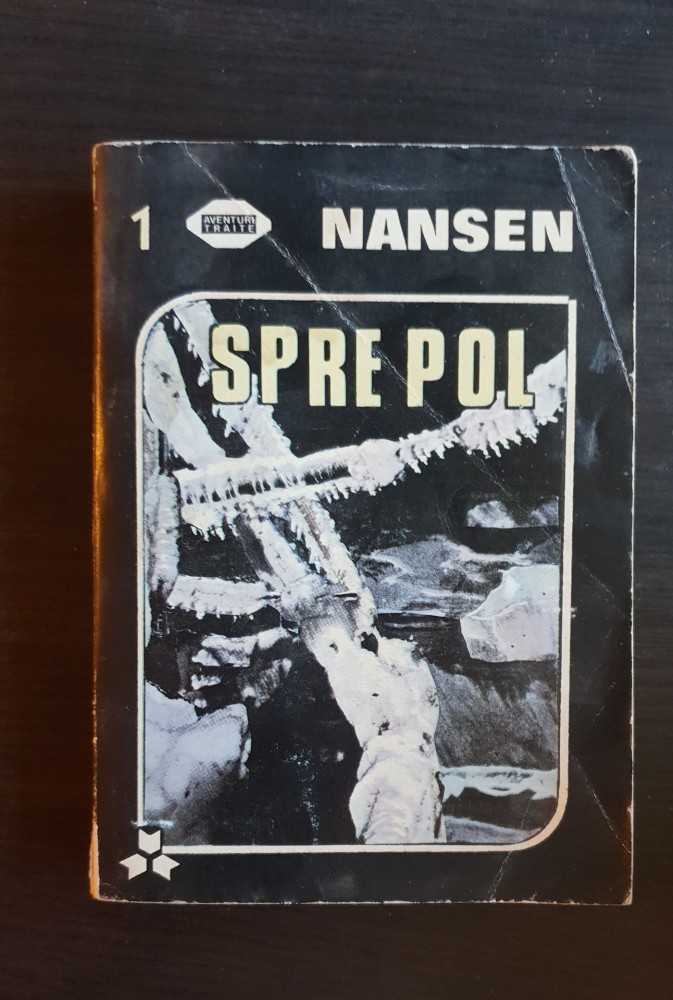 1
AVENTURI
TRAITE
NANSEN
SPRE POL